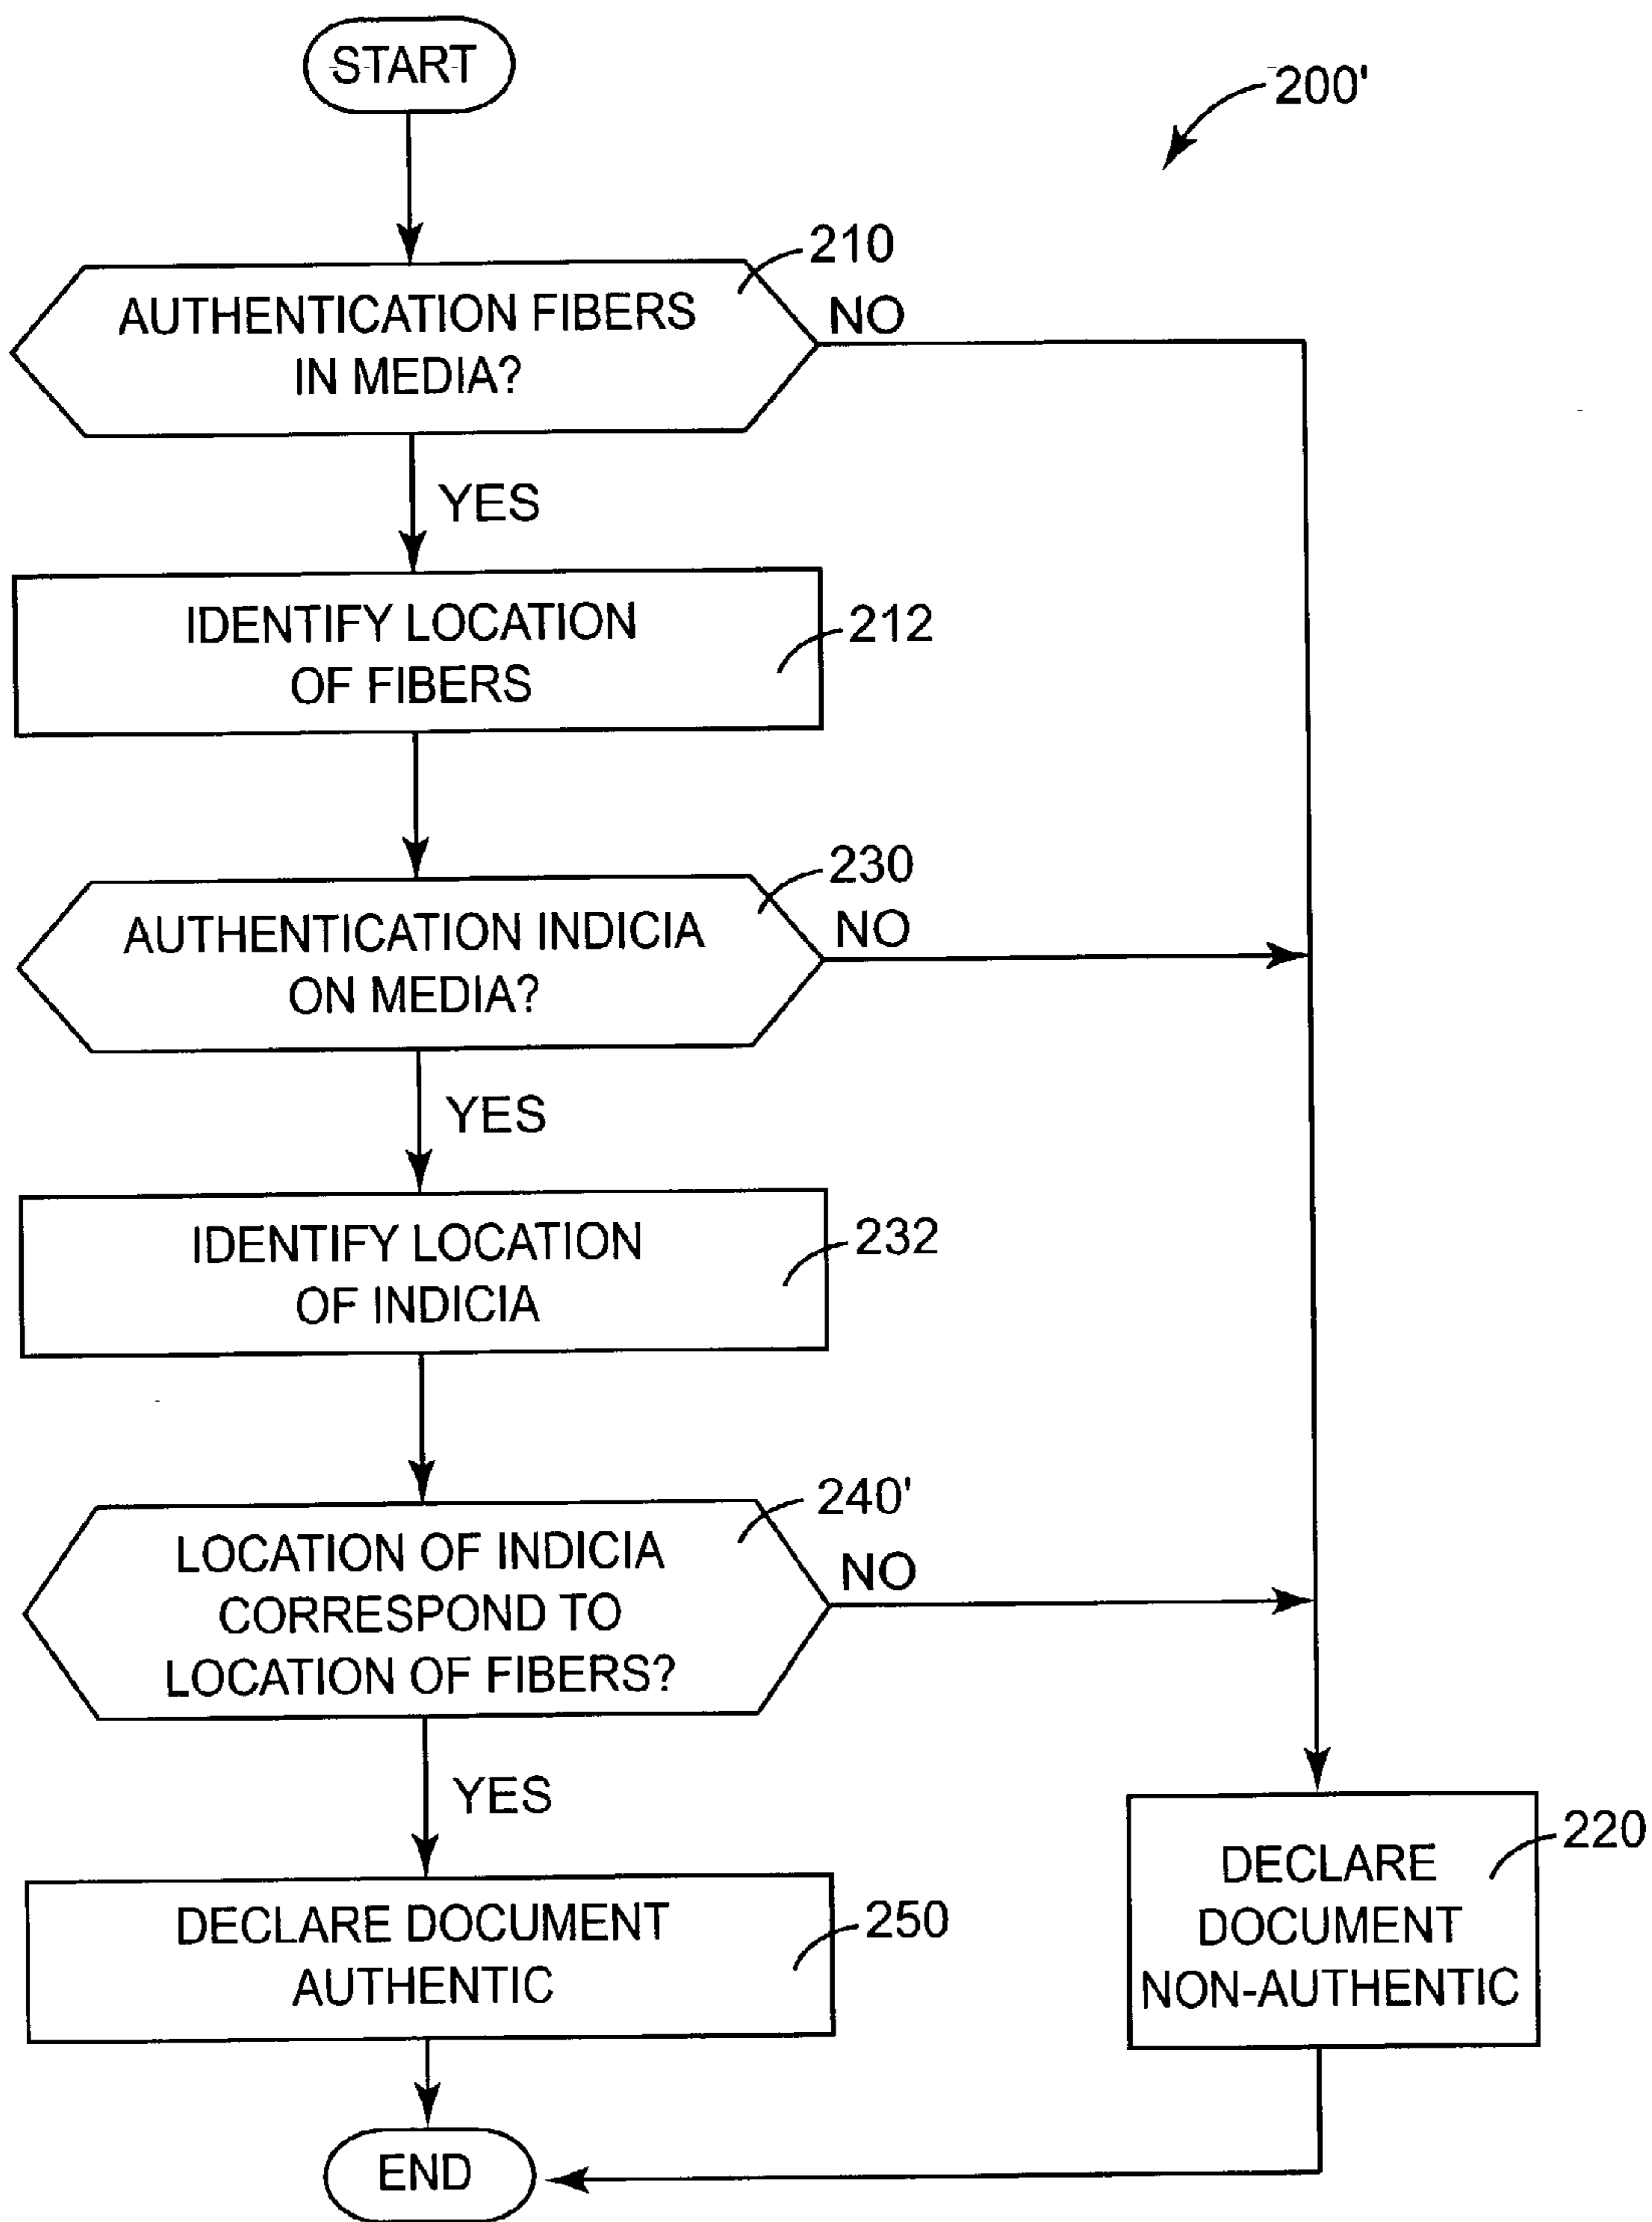 START
200'
210
AUTHENTICATION FIBERS
IN MEDIA?
NO
YES
IDENTIFY LOCATION
OF FIBERS
212
230
AUTHENTICATION INDICIA
ON MEDIA?
NO
YES
IDENTIFY LOCATION
OF INDICIA
232
240'
LOCATION OF INDICIA
CORRESPOND TO
LOCATION OF FIBERS?
NO
YES
DECLARE DOCUMENT
AUTHENTIC
250
DECLARE
DOCUMENT
NON-AUTHENTIC
220
END